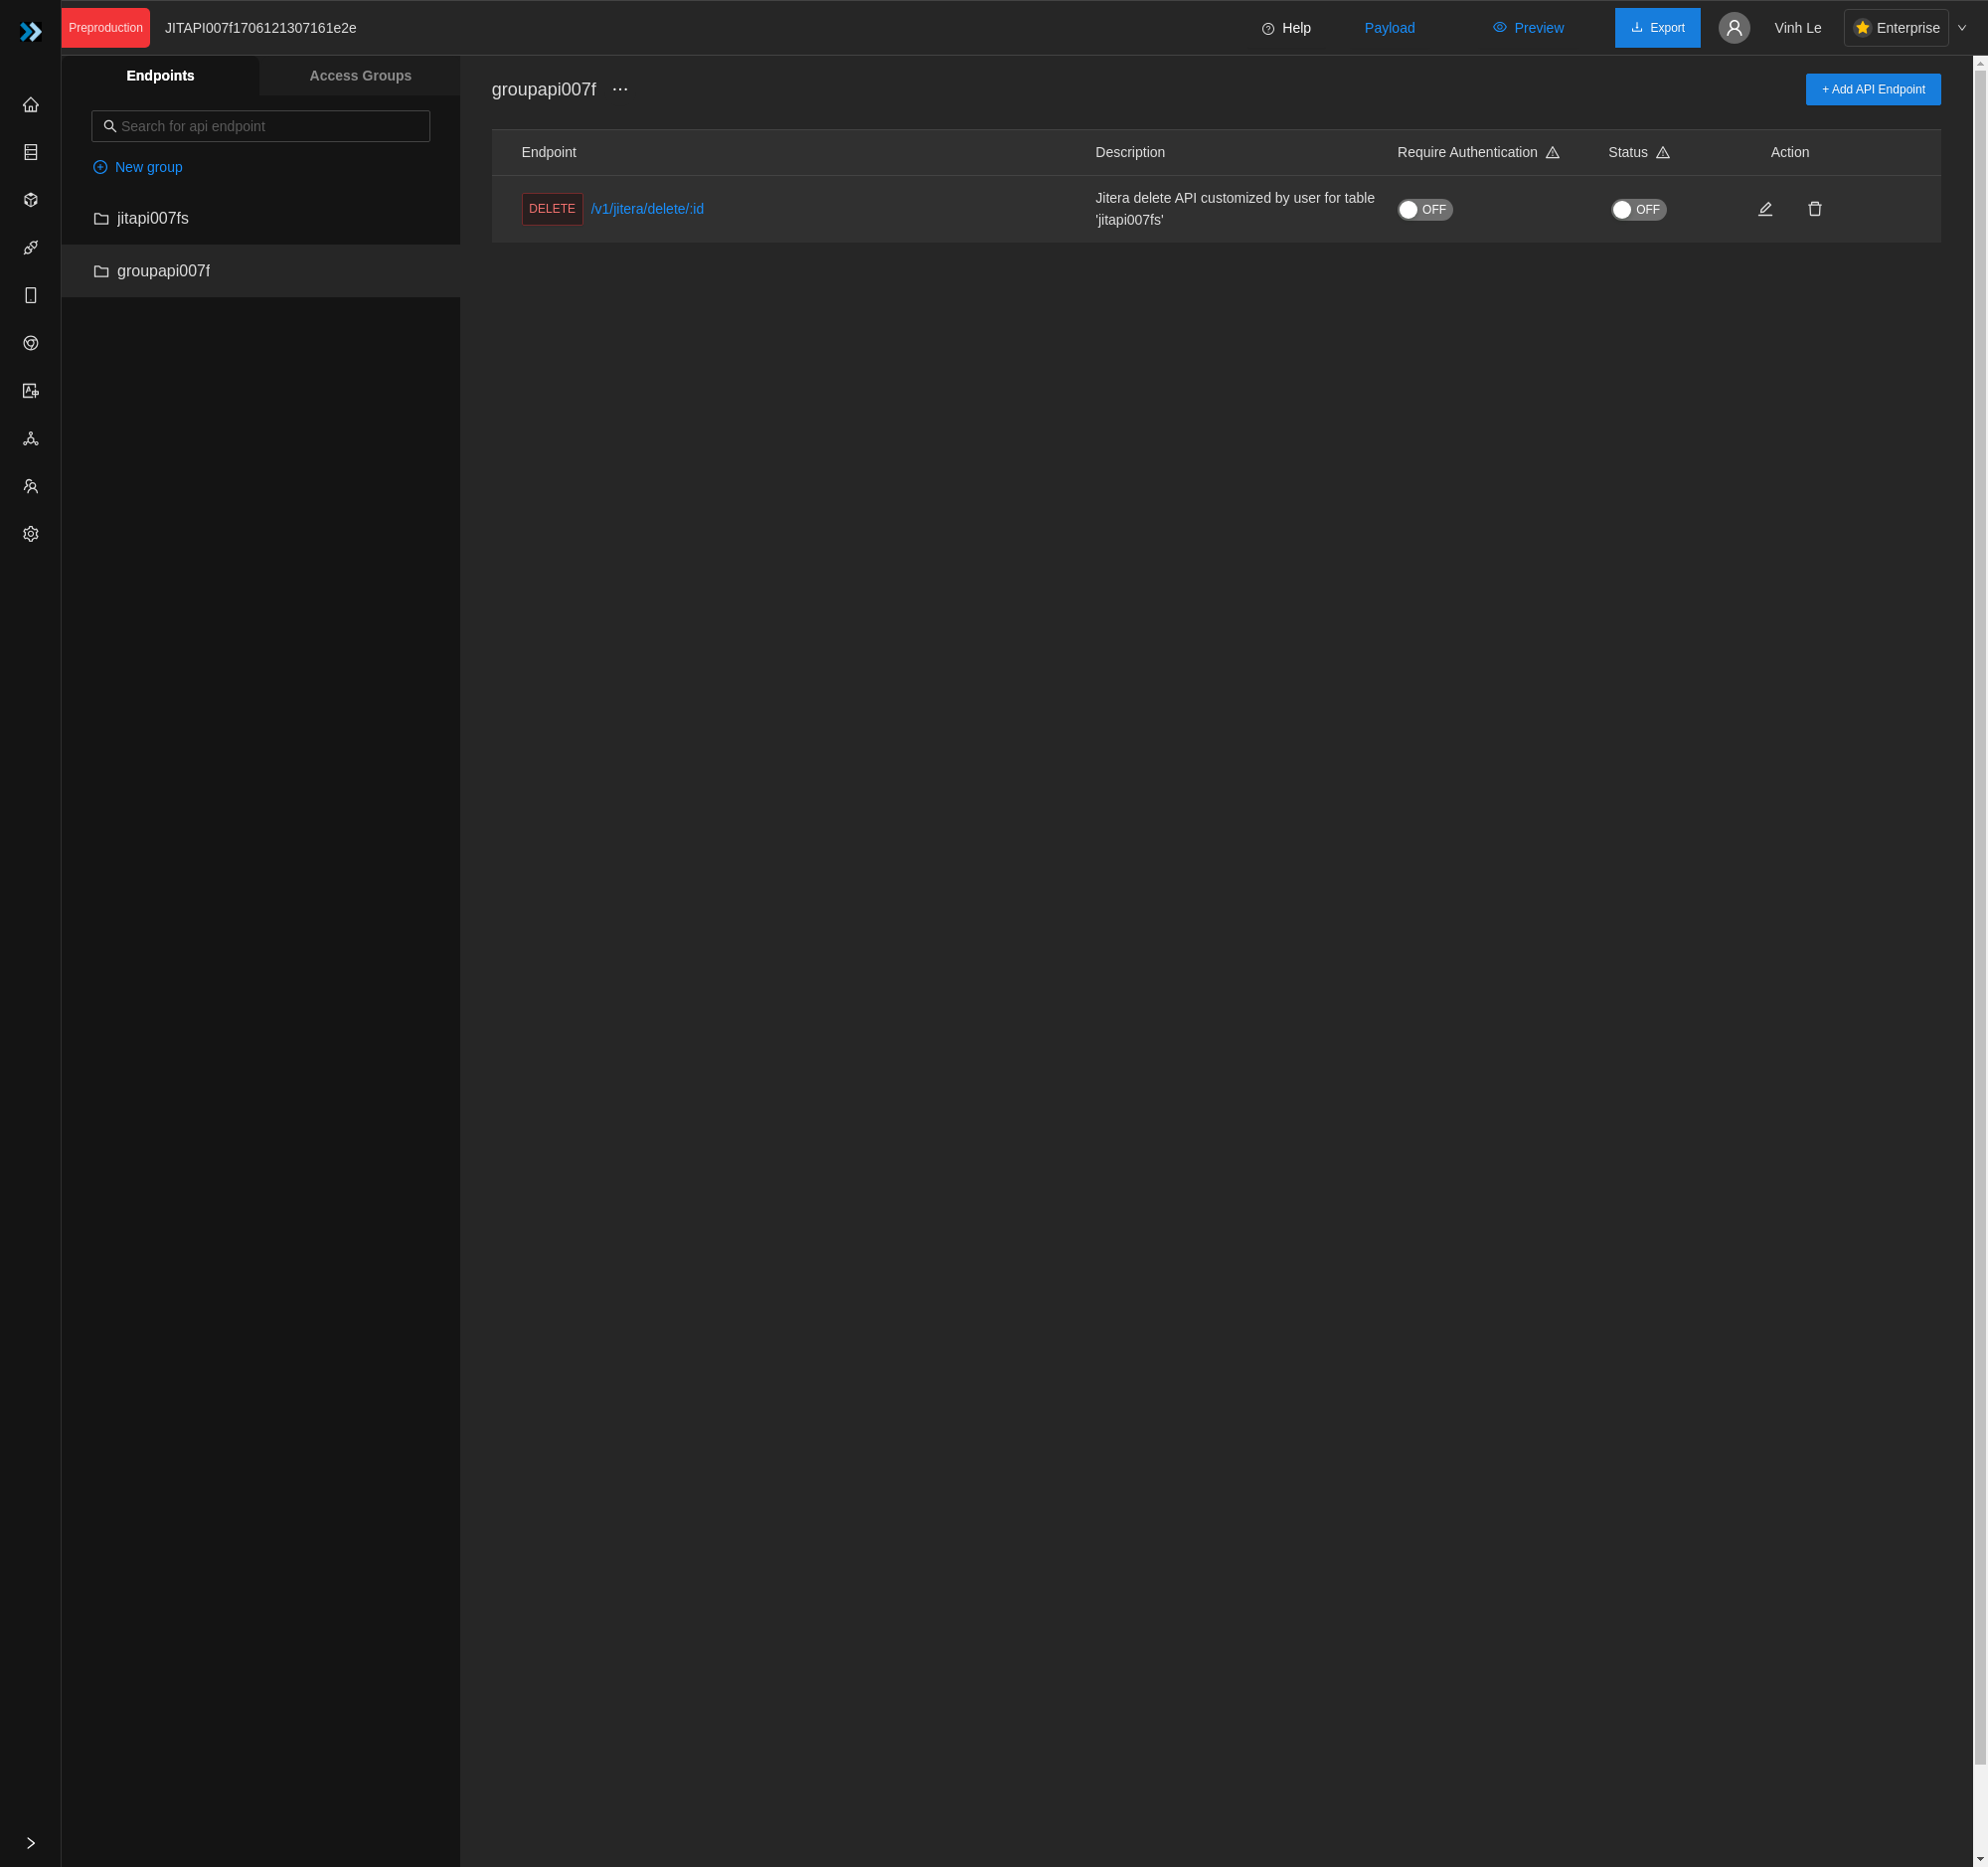 Preproduction
JITAPI007f1706121307161e2e
Help
Payload
Preview
Export
Vinh Le
Enterprise
Endpoints
Access Groups
Search for api endpoint
New group
jitapi007fs
groupapi007f
groupapi007f ···
+ Add API Endpoint
Endpoint
Description
Require Authentication
Status
Action
DELETE
/v1/jitera/delete/:id
Jitera delete API customized by user for table
'jitapi007fs'
OFF
OFF